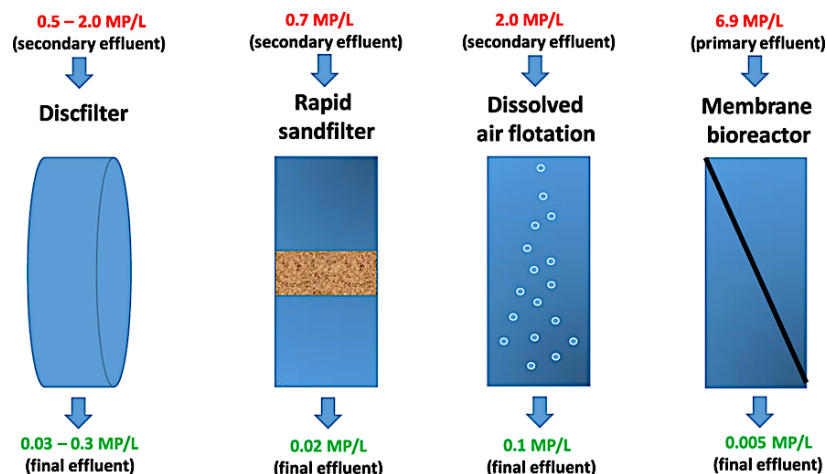 0.5 – 2.0 MP/L
(secondary effluent)
Discfilter
0.03 – 0.3 MP/L
(final effluent)
0.7 MP/L
(secondary effluent)
Rapid
sandfilter
0.02 MP/L
(final effluent)
2.0 MP/L
(secondary effluent)
Dissolved
air flotation
0.1 MP/L
(final effluent)
6.9 MP/L
(primary effluent)
Membrane
bioreactor
0.005 MP/L
(final effluent)